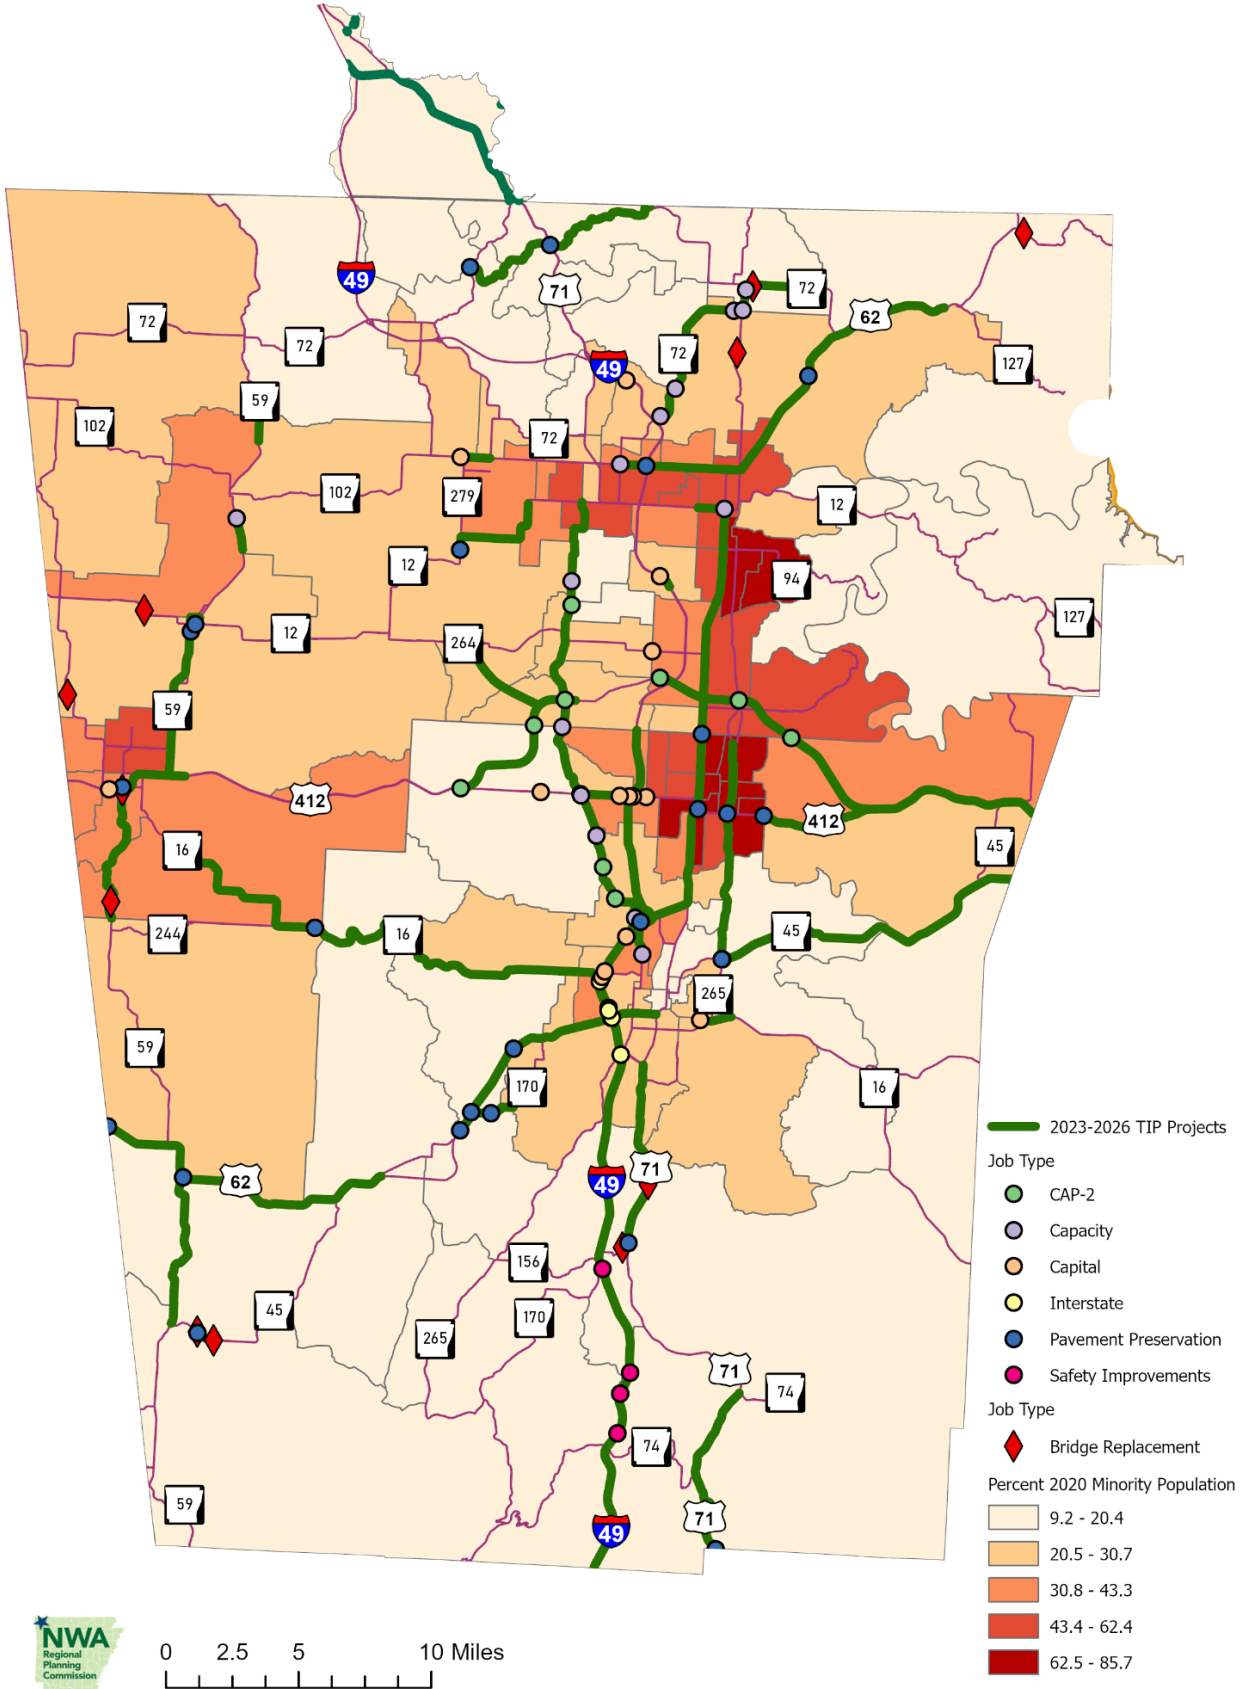 49
71
72
72
62
72
72
49
127
59
102
72
102
279
12
12
94
127
12
264
59
412
412
16
45
244
16
45
265
59
170
16
2023-2026 TIP Projects
Job Type
49
71
62
CAP-2
Capacity
156
Capital
45
170
Interstate
265
Pavement Preservation
71
Safety Improvements
74
Job Type
74
Bridge Replacement
Percent 2020 Minority Population
59
71
9.2 - 20.4
49
20.5 - 30.7
30.8 - 43.3
43.4 - 62.4
62.5 - 85.7
NWA
Regional
Planning
Commission
0 2.5 5 10 Miles